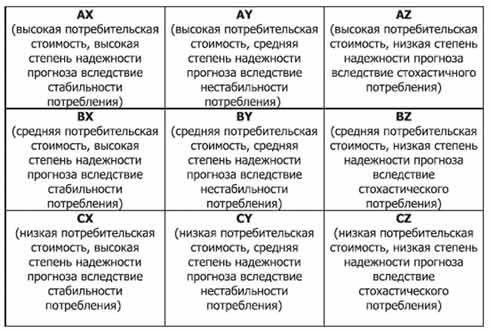 AX
(высокая потребительская
стоимость, высокая
степень надежности
прогноза вследствие
стабильности
потребления)
AY
(высокая потребительская
стоимость, средняя
степень надежности
прогноза вследствие
нестабильности
потребления)
AZ
(высокая потребительская
стоимость, низкая степень
надежности прогноза
вследствие стохастичного
потребления)
BX
(средняя потребительская
стоимость, высокая
степень надежности
прогноза вследствие
стабильности
потребления)
BY
(средняя потребительская
стоимость, средняя
степень надежности
прогноза вследствие
нестабильности
потребления)
BZ
(средняя потребительская
стоимость, низкая степень
надежности прогноза
вследствие
стохастического
потребления)
CX
(низкая потребительская
стоимость, высокая
степень надежности
прогноза вследствие
стабильности
потребления)
CY
(низкая потребительская
стоимость, средняя
степень надежности
прогноза вследствие
нестабильности
потребления)
CZ
(низкая потребительская
стоимость, низкая степень
надежности прогноза
вследствие
стохастического
потребления)